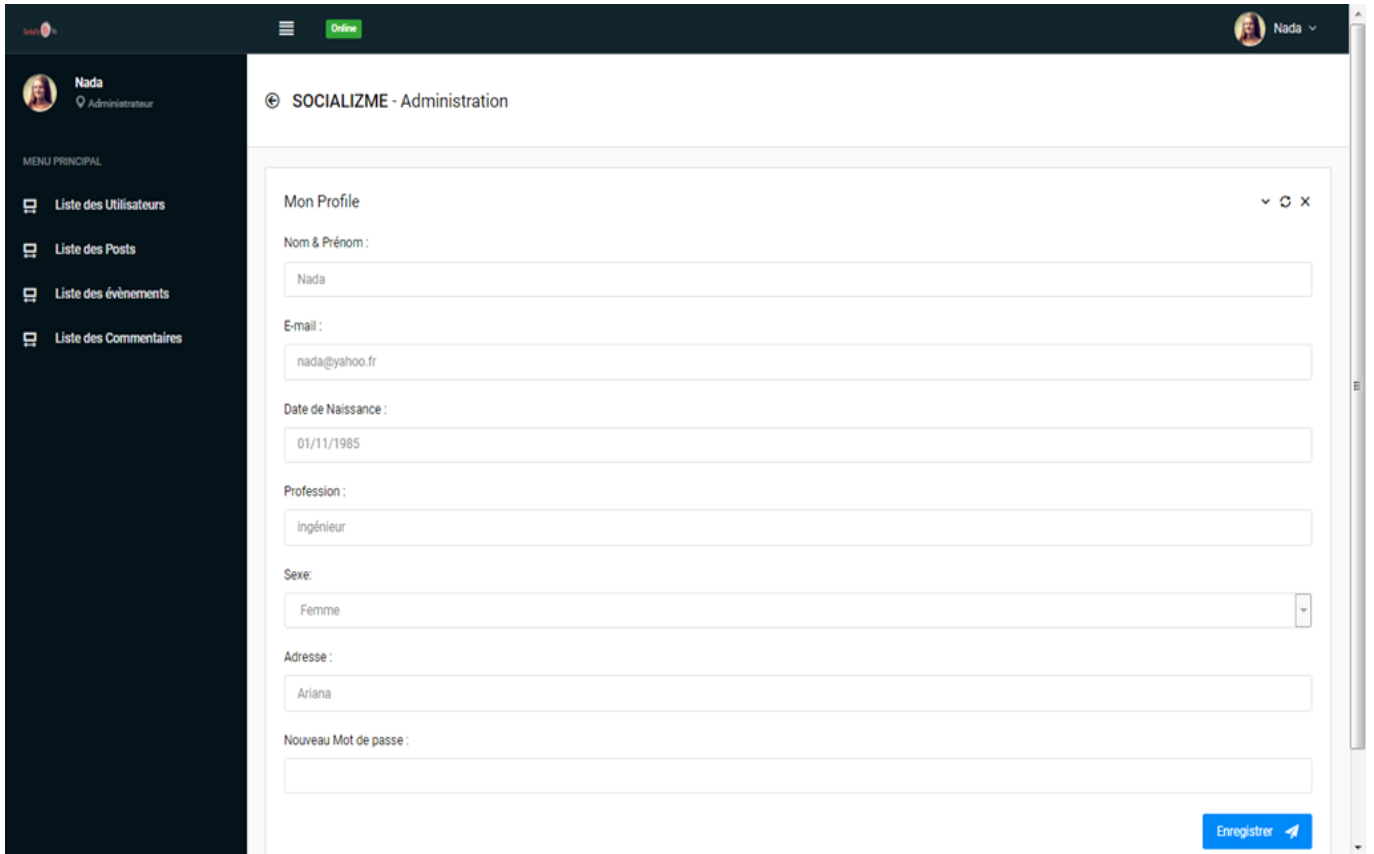 Online
Nada
Nada
Administrateur
SOCIALIZME - Administration
MENU PRINCIPAL
Liste des Utilisateurs
Liste des Posts
Liste des évènements
Liste des Commentaires
Mon Profile
Nom & Prénom :
Nada
E-mail :
nada@yahoo.fr
Date de Naissance :
01/11/1985
Profession :
ingénieur
Sexe:
Femme
Adresse :
Ariana
Nouveau Mot de passe :
Enregistrer